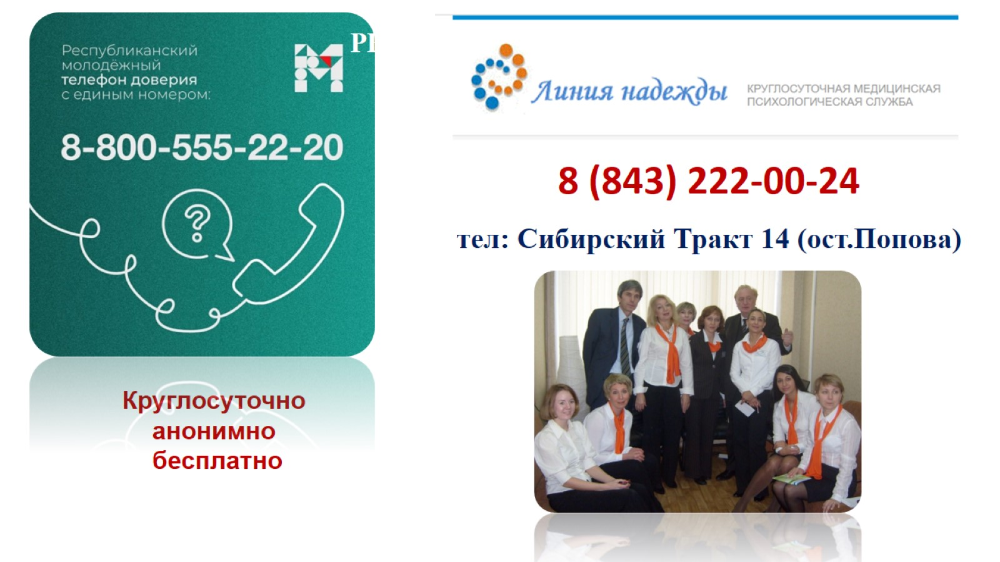 Республиканский
молодёжный
телефон доверия
с единым номером:
8-800-555-22-20
Круглосуточно
анонимно
бесплатно
Линия надежды
КРУГЛОСУТОЧНАЯ МЕДИЦИНСКАЯ
ПСИХОЛОГИЧЕСКАЯ СЛУЖБА
8 (843) 222-00-24
тел: Сибирский Тракт 14 (ост.Попова)